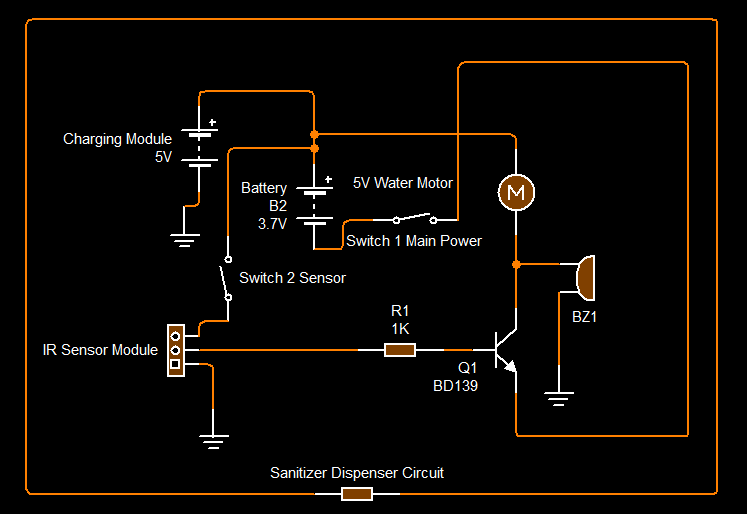 Charging Module
5V
+
Battery
B2
3.7V
+
5V Water Motor
M
Switch 1 Main Power
Switch 2 Sensor
BZ1
R1
1K
IR Sensor Module
Q1
BD139
Sanitizer Dispenser Circuit